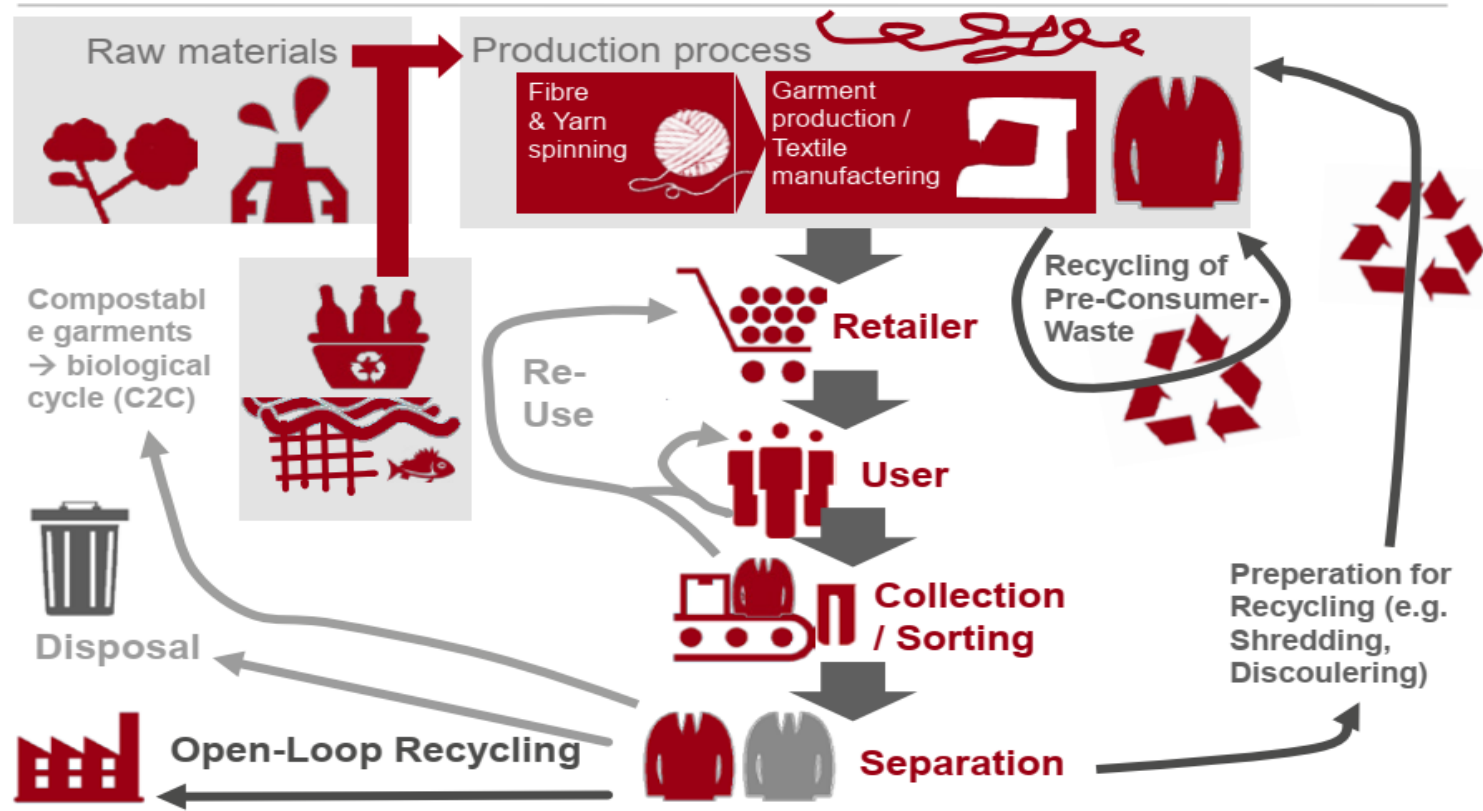 Raw materials
Production process
Fibre
& Yarn
spinning
Garment
production /
Textile
manufactering
Compostabl
e garments
→ biological
cycle (C2C)
Re-
Use
Retailer
Recycling of
Pre-Consumer-
Waste
User
Collection
/ Sorting
Disposal
Preperation for
Recycling (e.g.
Shredding,
Discoulering)
Open-Loop Recycling
Separation